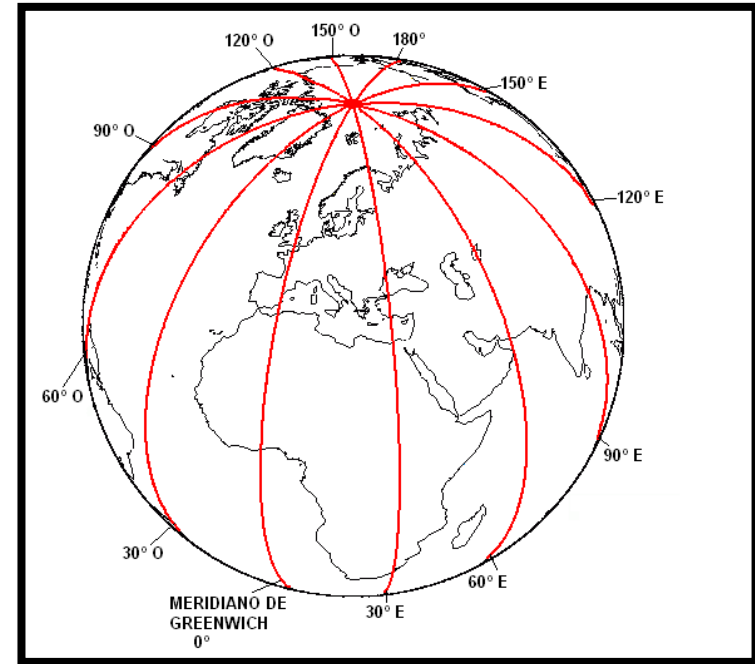 150° O
180°
120° O
150° E
90° O
120° E
60° O
90° E
30° O
60° E
MERIDIANO DE
GREENWICH
0°
30° E